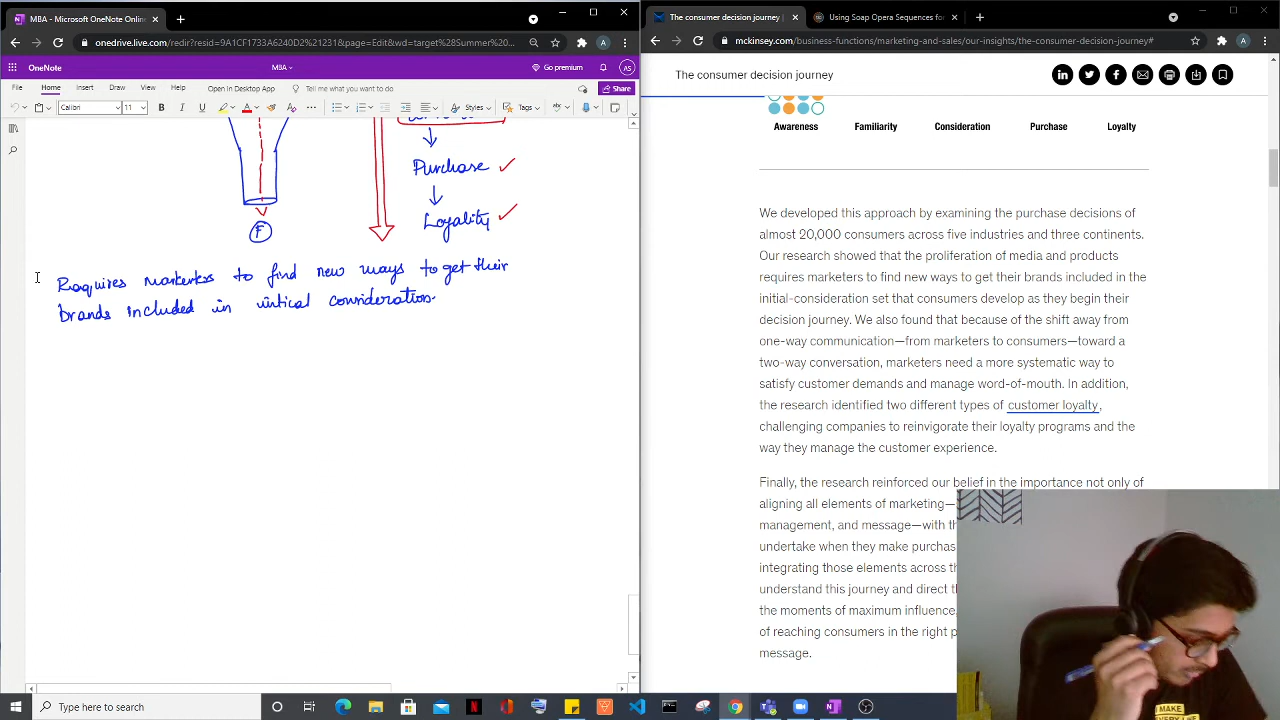 MBA - Microsoft OneNote Online
onedrive.live.com/redir?resid=9A1CF1733A6240D2%21231&page=Edit&wd=target%28Summer%20...
OneNote
MBA
Go premium
AS
File
Home
Insert
Draw
View
Help
Open in Desktop App
Tell me what you want to do
Share
Calibri
11
B
I
U
A
Styles
Tags
Purchase ✓
Loyality ✓
F
Requires marketers to find new ways to get their
brands included in initical consideration.
The consumer decision journey |
Using Soap Opera Sequences for
mckinsey.com/business-functions/marketing-and-sales/our-insights/the-consumer-decision-journey#
The consumer decision journey
Awareness
Familiarity
Consideration
Purchase
Loyalty
We developed this approach by examining the purchase decisions of
almost 20,000 consumers across five industries and three continents.
Our research showed that the proliferation of media and products
requires marketers to find new ways to get their brands included in the
initial-consideration set that consumers develop as they begin their
decision journey. We also found that because of the shift away from
one-way communication—from marketers to consumers—toward a
two-way conversation, marketers need a more systematic way to
satisfy customer demands and manage word-of-mouth. In addition,
the research identified two different types of customer loyalty,
challenging companies to reinvigorate their loyalty programs and the
way they manage the customer experience.
Finally, the research reinforced our belief in the importance not only of
aligning all elements of marketing—
management, and message—with th
undertake when they make purchas
integrating those elements across th
understand this journey and direct th
the moments of maximum influence,
of reaching consumers in the right p
message.
I MAKE
Type here to search